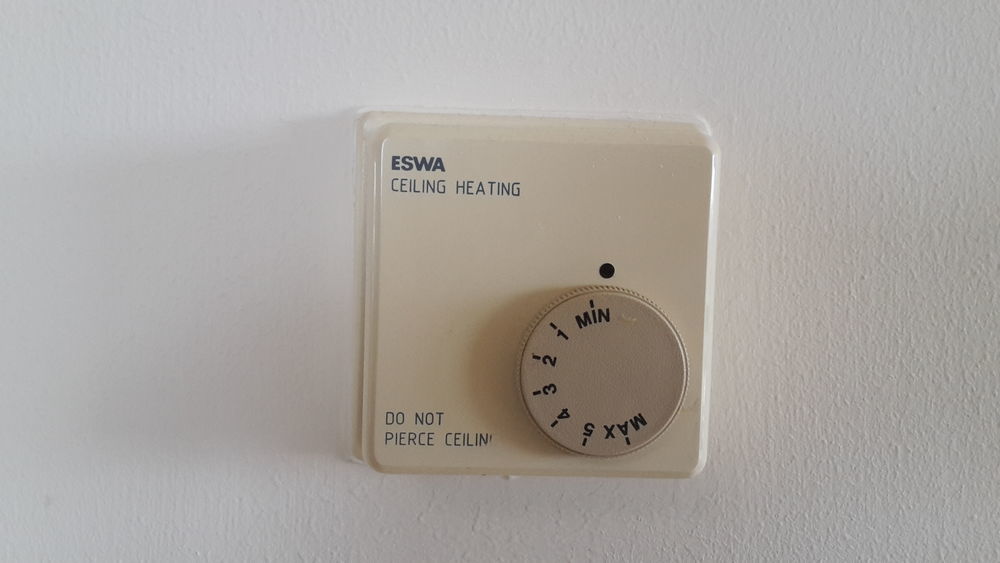 ESWA
CEILING HEATING
MIN
1
2
3
4
5
MAX
DO NOT
PIERCE CEILIN